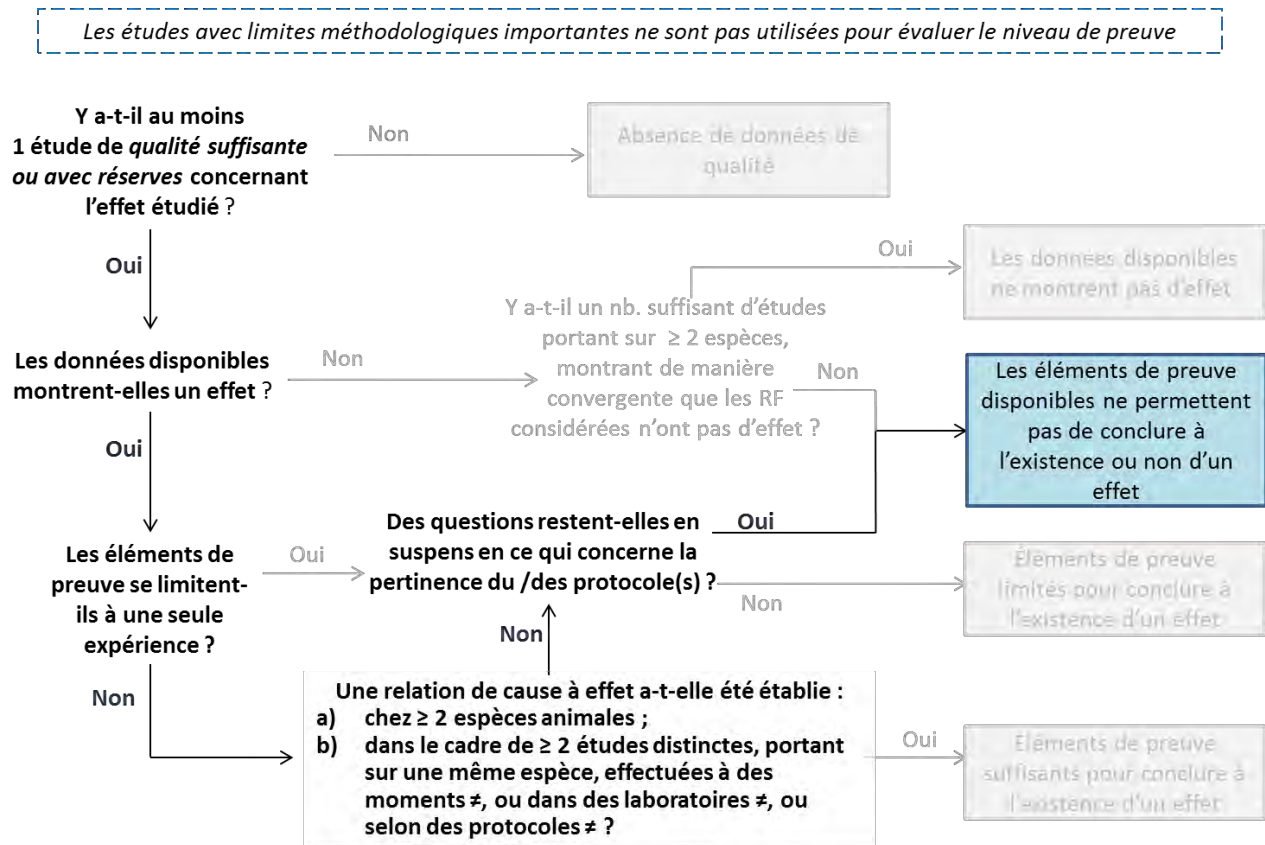 Les études avec limites méthodologiques importantes ne sont pas utilisées pour évaluer le niveau de preuve
Y a-t-il au moins
1 étude de qualité suffisante
ou avec réserves concernant
l'effet étudié ?
Non
Absence de données de
qualité
Oui
Oui
Les données disponibles
ne montrent pas d'effet
Y a-t-il un nb. suffisant d'études
portant sur ≥ 2 espèces,
montrant de manière
convergente que les RF
considérées n'ont pas d'effet ?
Les données disponibles
montrent-elles un effet ?
Non
Non
Les éléments de preuve
disponibles ne permettent
pas de conclure à
l'existence ou non d'un
effet
Oui
Des questions restent-elles en
suspens en ce qui concerne la
pertinence du /des protocole(s) ?
Oui
Les éléments de
preuve se limitent-
ils à une seule
expérience ?
Oui
Non
Éléments de preuve
limités pour conclure à
l'existence d'un effet
Non
Non
Une relation de cause à effet a-t-elle été établie :
a) chez ≥ 2 espèces animales ;
b) dans le cadre de ≥ 2 études distinctes, portant
sur une même espèce, effectuées à des
moments ≠, ou dans des laboratoires ≠, ou
selon des protocoles ≠ ?
Oui
Éléments de preuve
suffisants pour conclure à
l'existence d'un effet